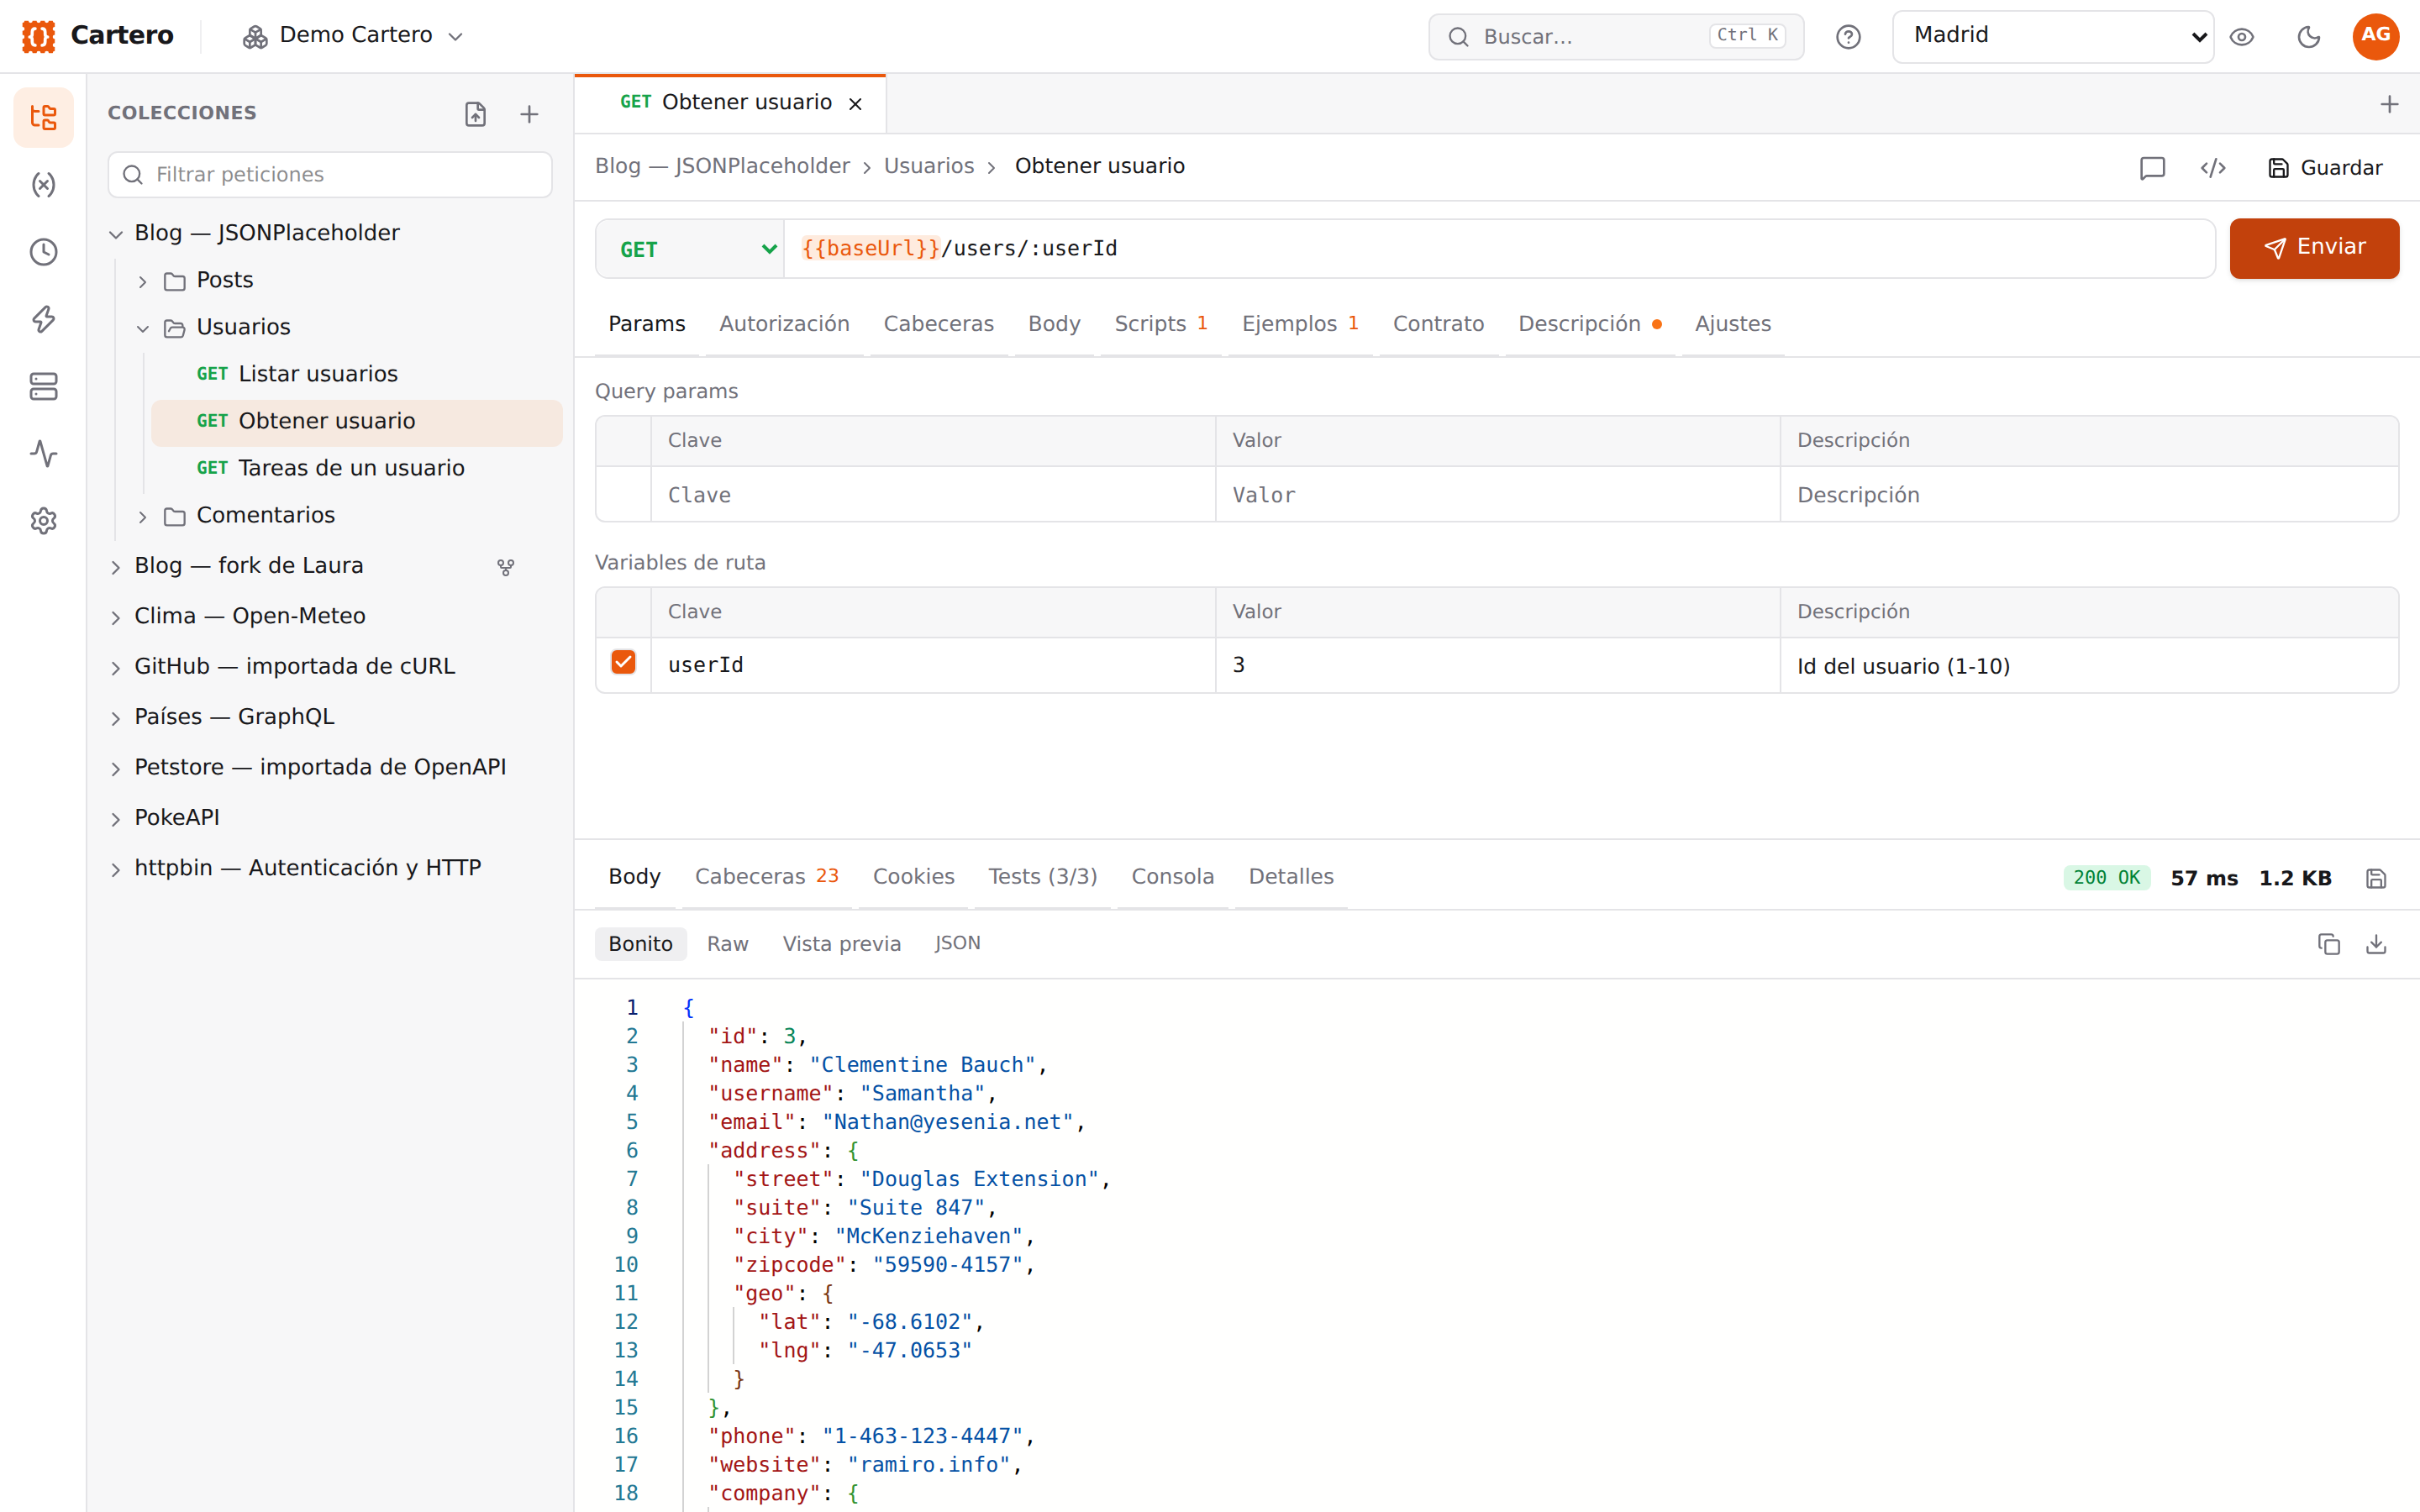 Cartero
Demo Cartero
Buscar...
Ctrl K
Madrid
AG
COLECCIONES
Filtrar peticiones
Blog — JSONPlaceholder
Posts
Usuarios
GET Listar usuarios
GET Obtener usuario
GET Tareas de un usuario
Comentarios
Blog — fork de Laura
Clima — Open-Meteo
GitHub — importada de cURL
Países — GraphQL
Petstore — importada de OpenAPI
PokeAPI
httpbin — Autenticación y HTTP
GET Obtener usuario
Blog — JSONPlaceholder > Usuarios > Obtener usuario
Guardar
GET
{{baseUrl}}/users/:userId
Enviar
Params Autorización Cabeceras Body Scripts 1 Ejemplos 1 Contrato Descripción Ajustes
Query params
Clave Valor Descripción
Clave Valor Descripción
Variables de ruta
Clave Valor Descripción
userId 3 Id del usuario (1-10)
Body Cabeceras 23 Cookies Tests (3/3) Consola Detalles
200 OK 57 ms 1.2 KB
Bonito Raw Vista previa JSON
1 {
2 "id": 3,
3 "name": "Clementine Bauch",
4 "username": "Samantha",
5 "email": "Nathan@yesenia.net",
6 "address": {
7 "street": "Douglas Extension",
8 "suite": "Suite 847",
9 "city": "McKenziehaven",
10 "zipcode": "59590-4157",
11 "geo": {
12 "lat": "-68.6102",
13 "lng": "-47.0653"
14 }
15 },
16 "phone": "1-463-123-4447",
17 "website": "ramiro.info",
18 "company": {